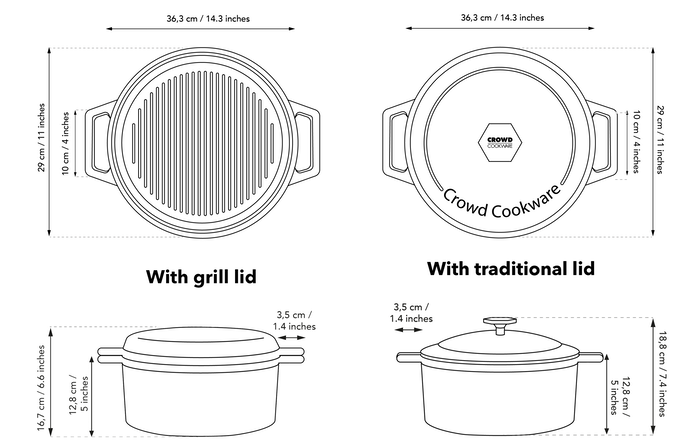 36,3 cm / 14.3 inches
29 cm / 11 inches
10 cm / 4 inches
36,3 cm / 14.3 inches
CROWD
COOKWARE
Crowd Cookware
10 cm / 4 inches
29 cm / 11 inches
With grill lid
With traditional lid
3,5 cm /
1.4 inches
16,7 cm / 6.6 inches
12,8 cm /
5 inches
3,5 cm /
1.4 inches
12,8 cm /
5 inches
18,8 cm / 7.4 inches